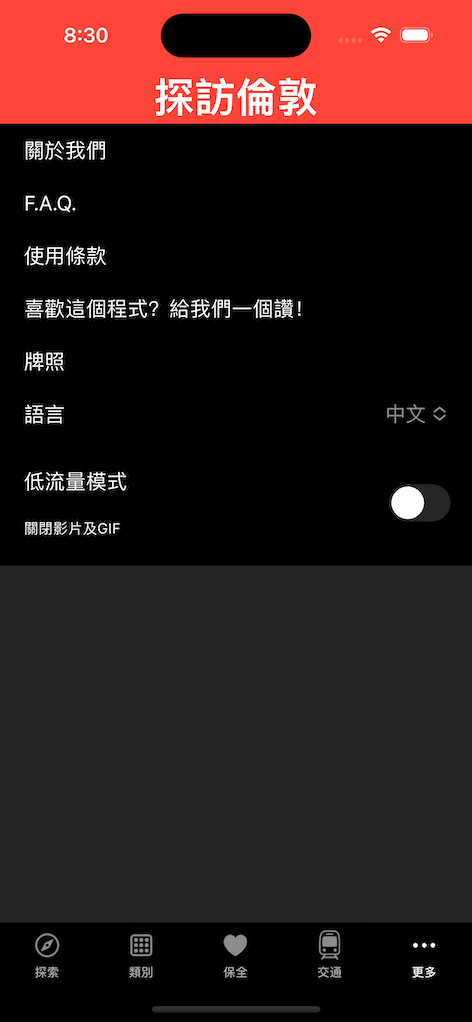 8:30
探訪倫敦
關於我們
F.A.Q.
使用條款
喜歡這個程式？給我們一個讚！
牌照
語言
中文
低流量模式
關閉影片及GIF
探索
類別
保全
交通
更多